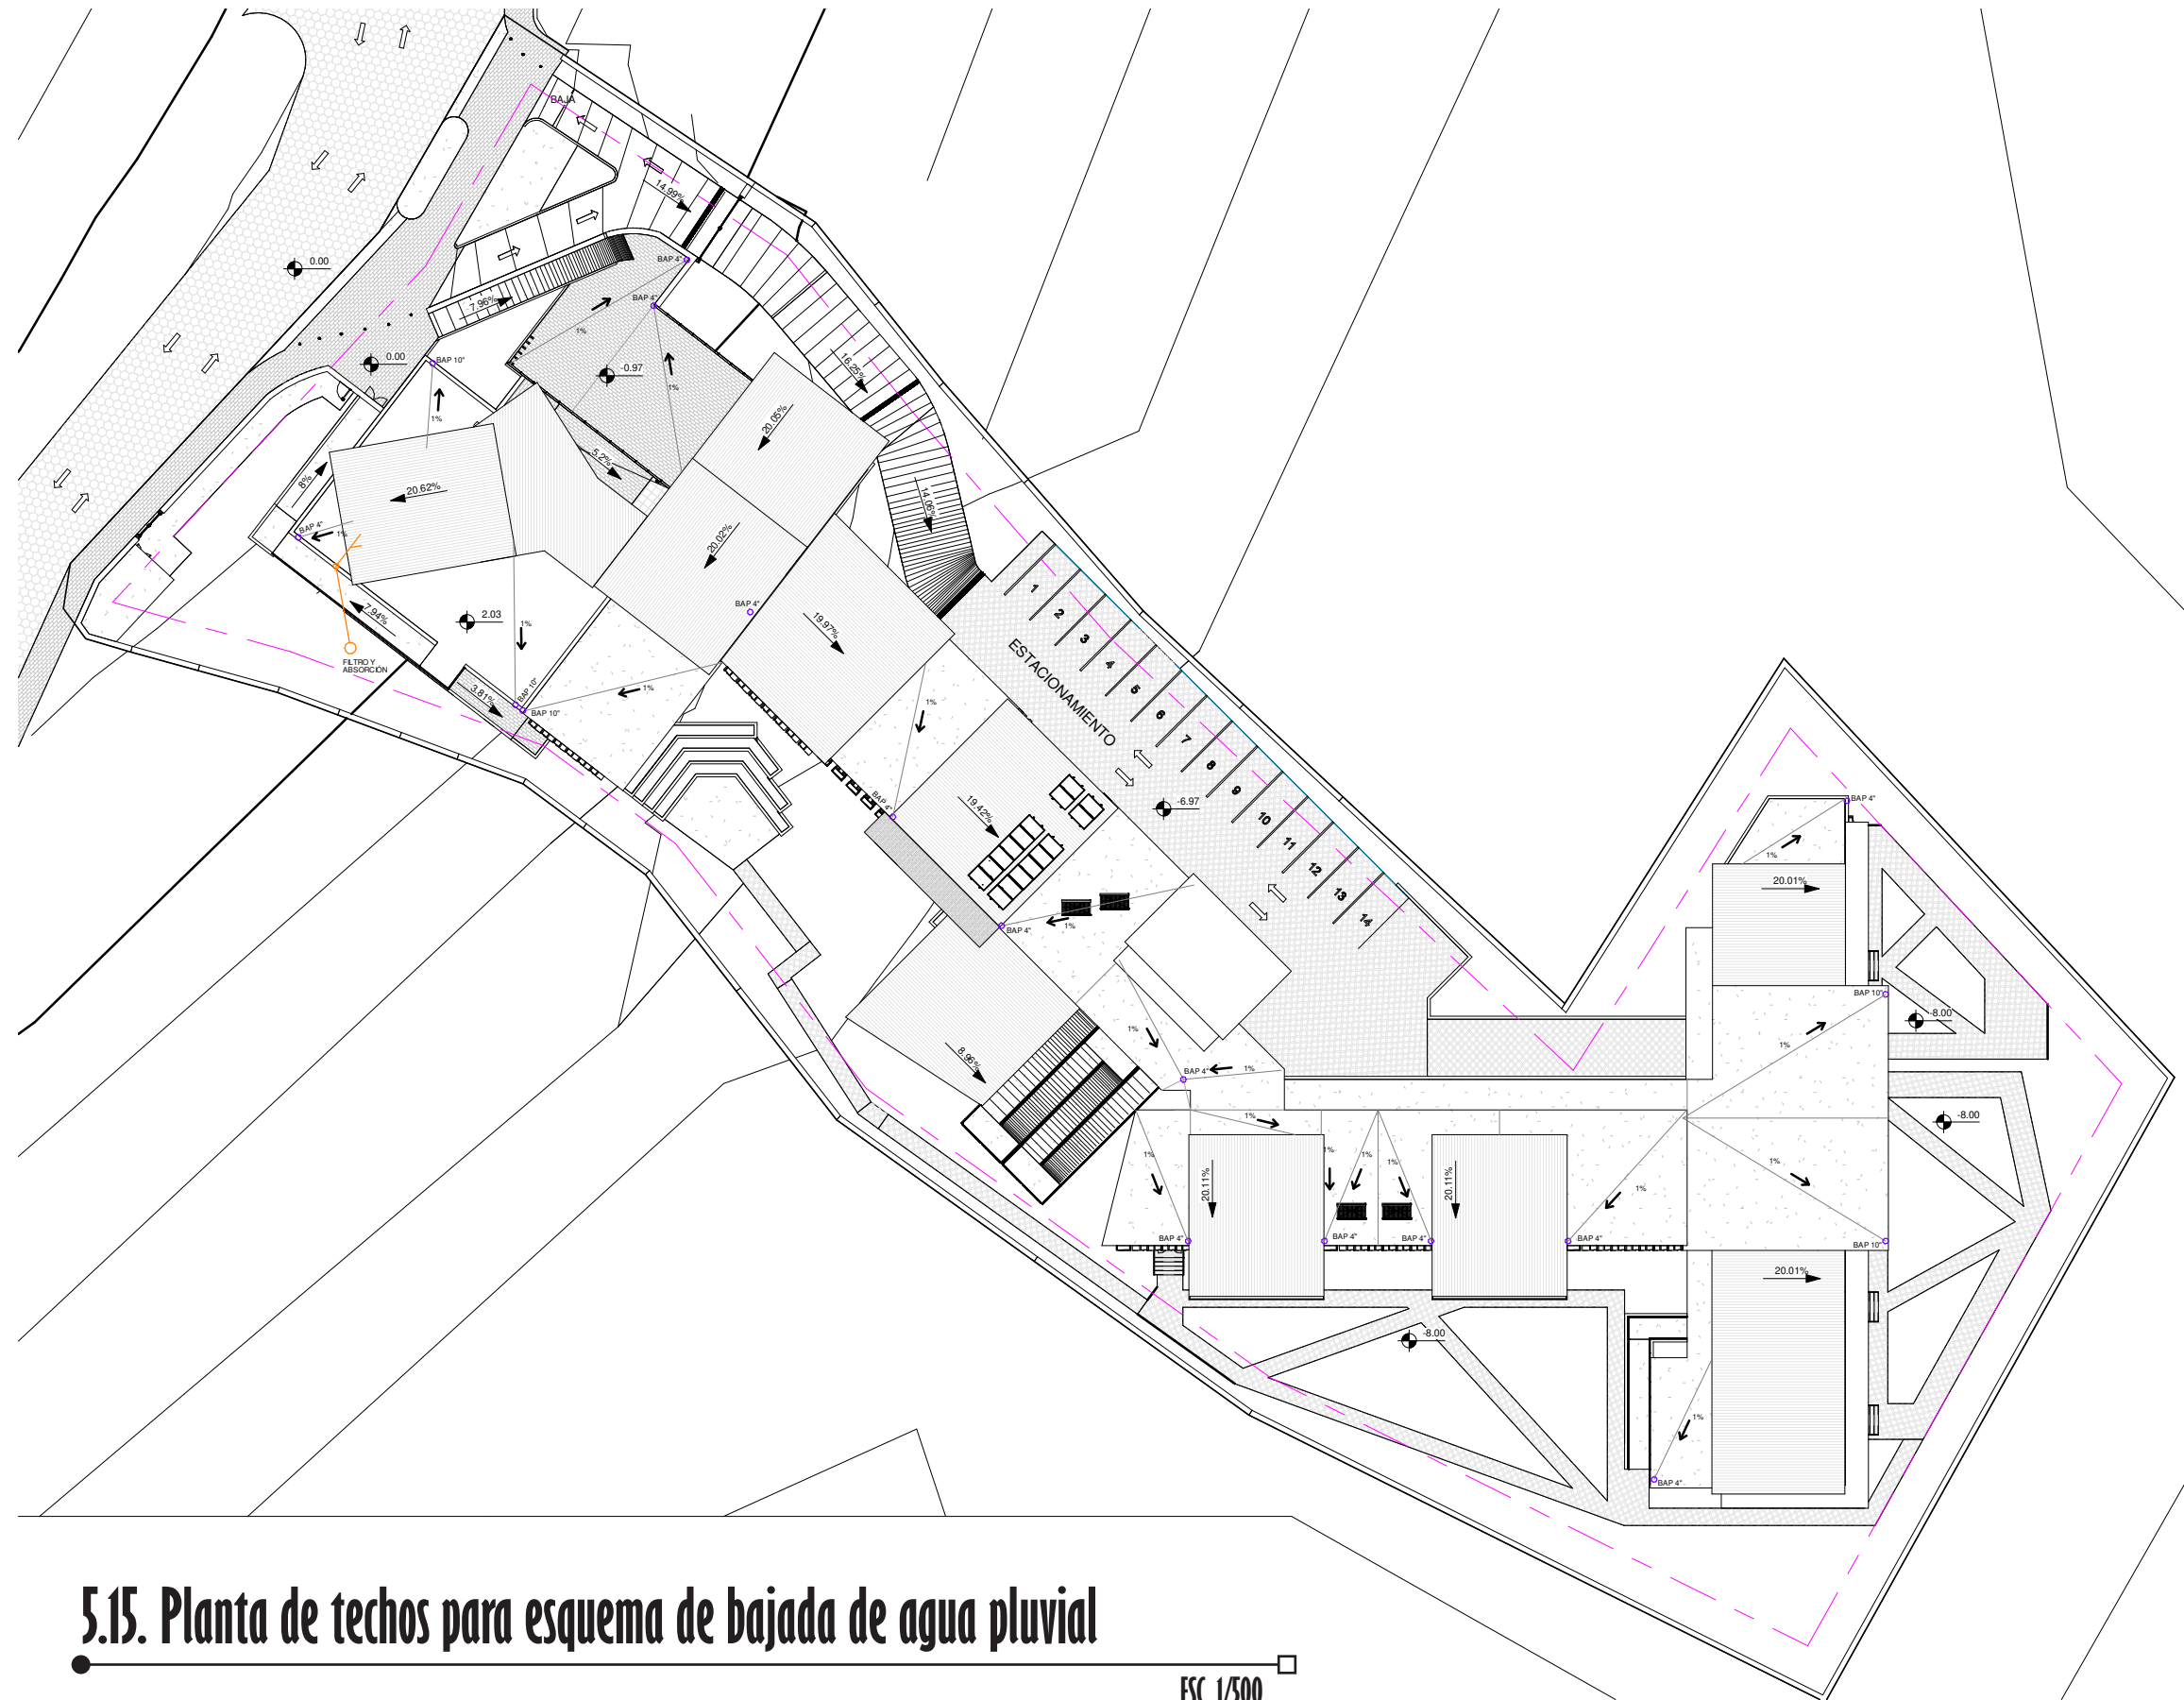 BAJA
14.99%
0.00
BAP 4"
7.96%
BAP 4"
1%
0.00
BAP 10"
-0.97
1%
16.25%
1%
20.05%
5.2%
8%
20.62%
14.06%
BAP 4"
1%
20.02%
1
2
3
4
5
6
7
8
9
10
11
12
13
14
ESTACIONAMIENTO
7.94%
2.03
1%
BAP 4"
19.97%
FILTRO Y
ABSORCIÓN
3.81%
BAP 10"
BAP 10"
1%
1%
-6.97
BAP 4"
19.42%
BAP 4"
1%
20.01%
BAP 4"
1%
BAP 10"
-8.00
1%
1%
8.96%
BAP 4"
1%
1%
-8.00
1%
1%
1%
1%
1%
1%
20.11%
20.11%
BAP 4"
BAP 4"
BAP 4"
BAP 4"
BAP 10"
20.01%
-8.00
1%
BAP 4"
5.15. Planta de techos para esquema de bajada de agua pluvial
ESC 1/500